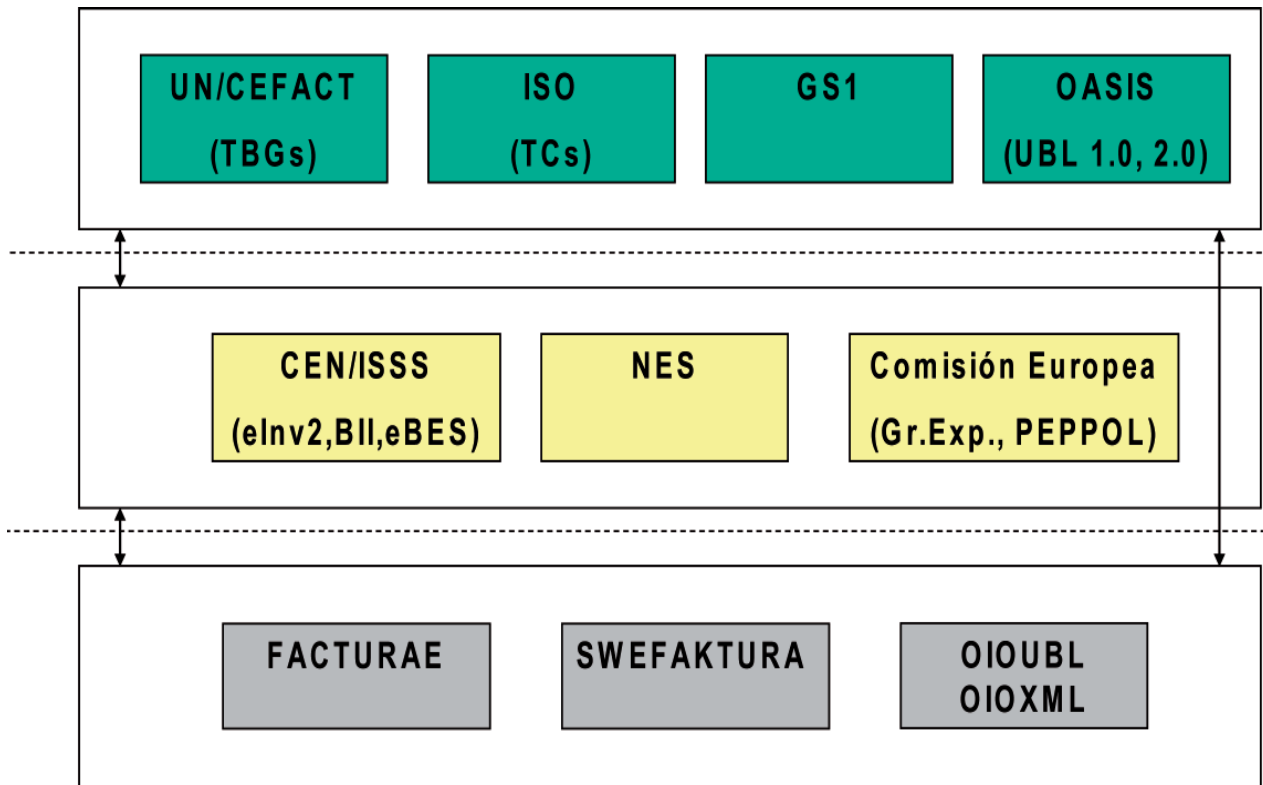 UN/CEFACT
(TBGs)
ISO
(TCs)
GS1
OASIS
(UBL 1.0, 2.0)
CEN/ISSS
(eInv2,BII,eBES)
NES
Comisión Europea
(Gr.Exp., PEPPOL)
FACTURAE
SWEFAKTURA
OIOUBL
OIOXML